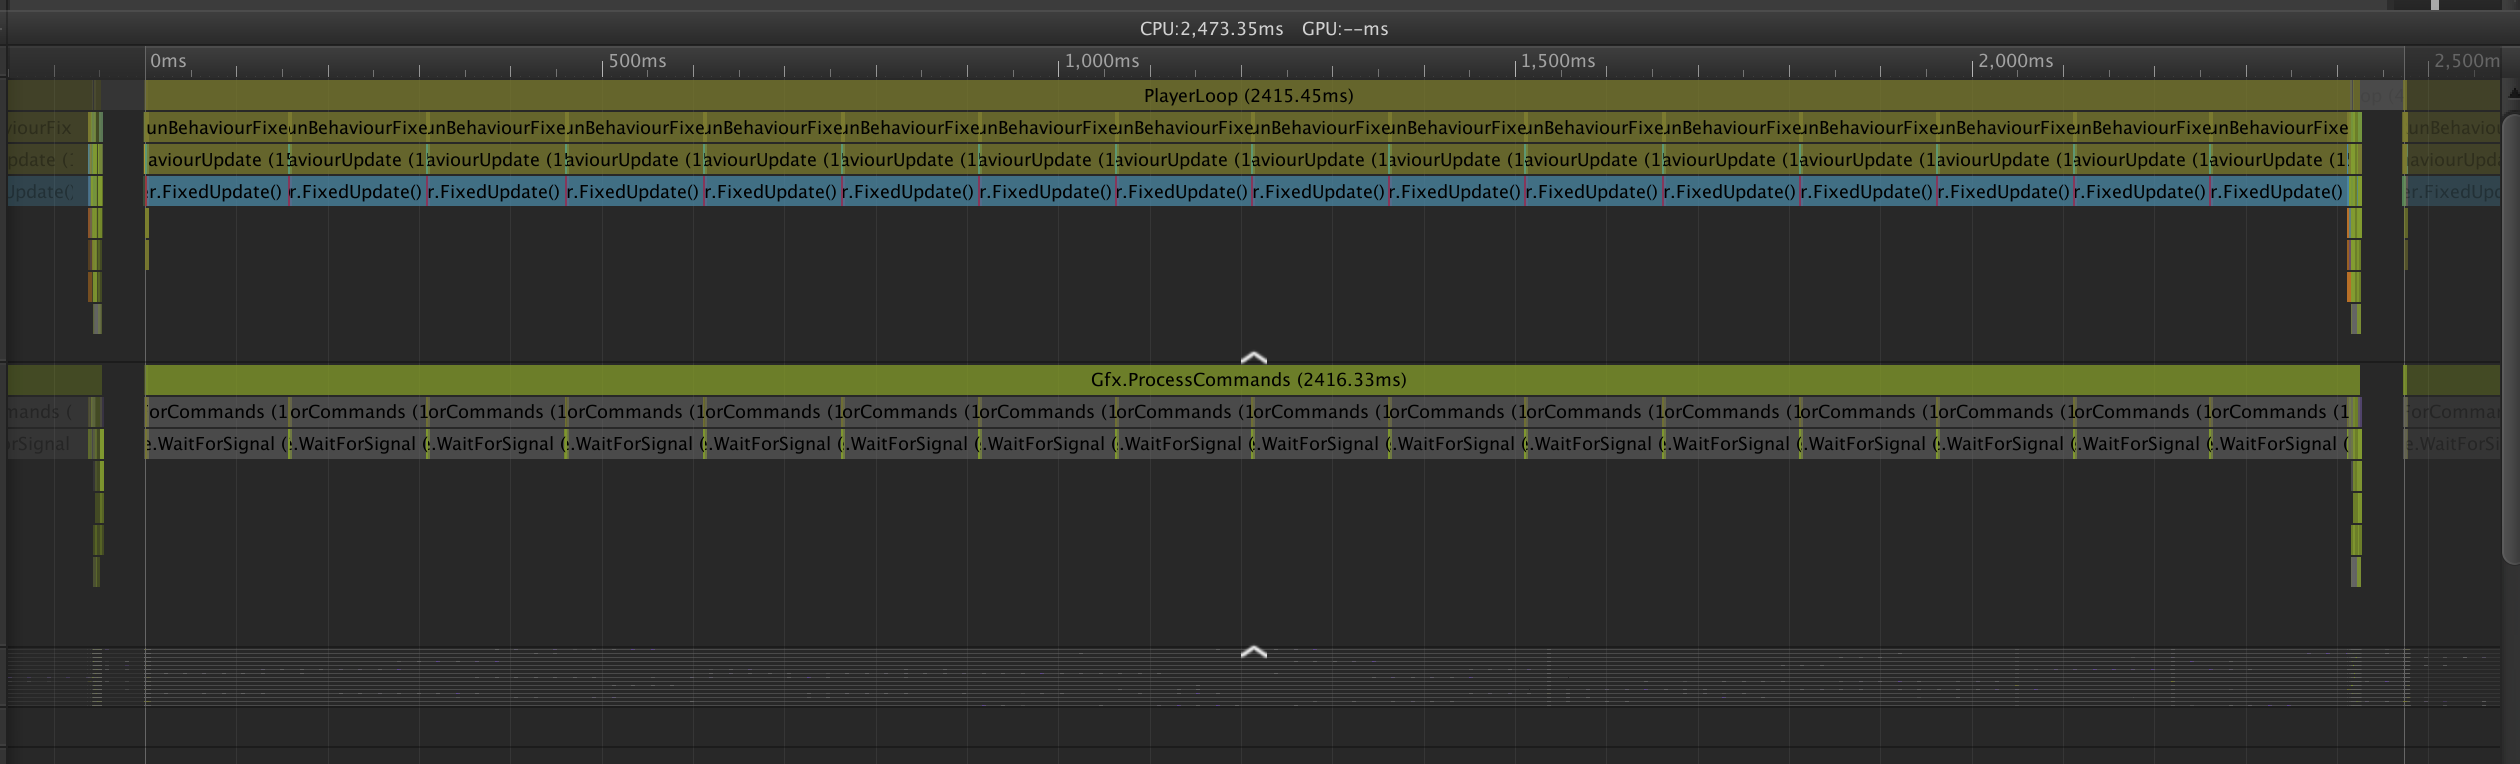 CPU:2,473.35ms GPU:--ms
0ms 500ms 1,000ms 1,500ms 2,000ms 2,500m
PlayerLoop (2415.45ms)
viourFix unBehaviourFixe unBehaviourFixe unBehaviourFixe unBehaviourFixe unBehaviourFixe unBehaviourFixe unBehaviourFixe unBehaviourFixe unBehaviourFixe unBehaviourFixe unBehaviourFixe unBehaviourFixe unBehaviourFixe unBehaviourFixe unBehaviourFixe unBehaviourFixe unBehaviou
pdate ( aviourUpdate (1 aviourUpdate (1 aviourUpdate (1 aviourUpdate (1 aviourUpdate (1 aviourUpdate (1 aviourUpdate (1 aviourUpdate (1 aviourUpdate (1 aviourUpdate (1 aviourUpdate (1 aviourUpdate (1 aviourUpdate (1 aviourUpdate (1 aviourUpdate (1 aviourUpdate (1 aviourUpd
Update() r.FixedUpdate() r.FixedUpdate() r.FixedUpdate() r.FixedUpdate() r.FixedUpdate() r.FixedUpdate() r.FixedUpdate() r.FixedUpdate() r.FixedUpdate() r.FixedUpdate() r.FixedUpdate() r.FixedUpdate() r.FixedUpdate() r.FixedUpdate() r.FixedUpdate() r.FixedUpdate() r.FixedUpd
Gfx.ProcessCommands (2416.33ms)
mands ( orCommands (1 orCommands (1 orCommands (1 orCommands (1 orCommands (1 orCommands (1 orCommands (1 orCommands (1 orCommands (1 orCommands (1 orCommands (1 orCommands (1 orCommands (1 orCommands (1 orCommands (1 orCommands (1 orComma
rSignal .WaitForSignal ( .WaitForSignal ( .WaitForSignal ( .WaitForSignal ( .WaitForSignal ( .WaitForSignal ( .WaitForSignal ( .WaitForSignal ( .WaitForSignal ( .WaitForSignal ( .WaitForSignal ( .WaitForSignal ( .WaitForSignal ( .WaitForSignal ( .WaitForSignal ( .WaitForSignal ( .WaitForSi